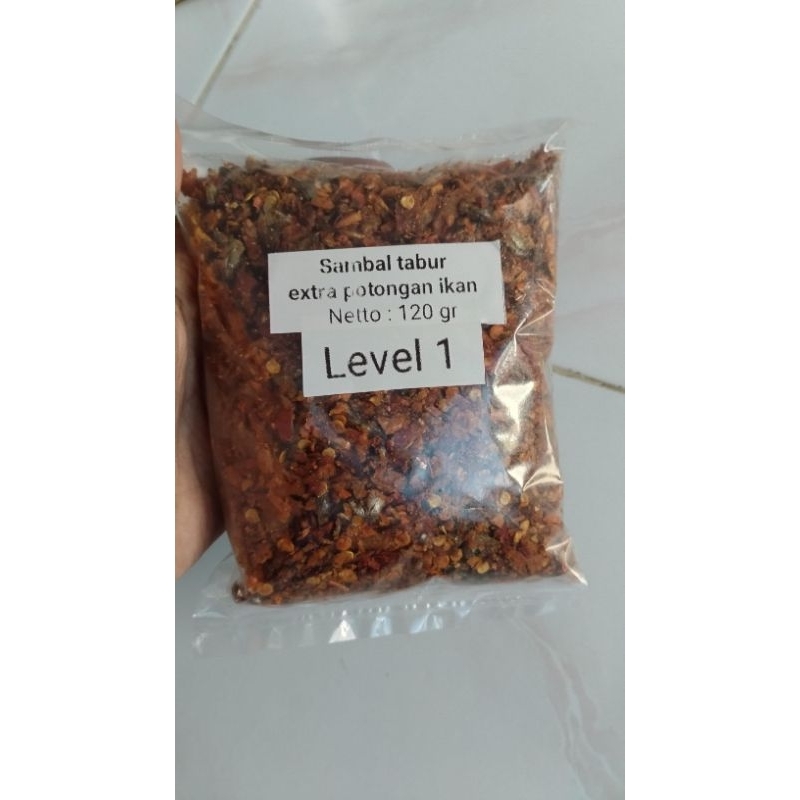 Sambal tabur
extra potongan ikan
Netto : 120 gr
Level 1